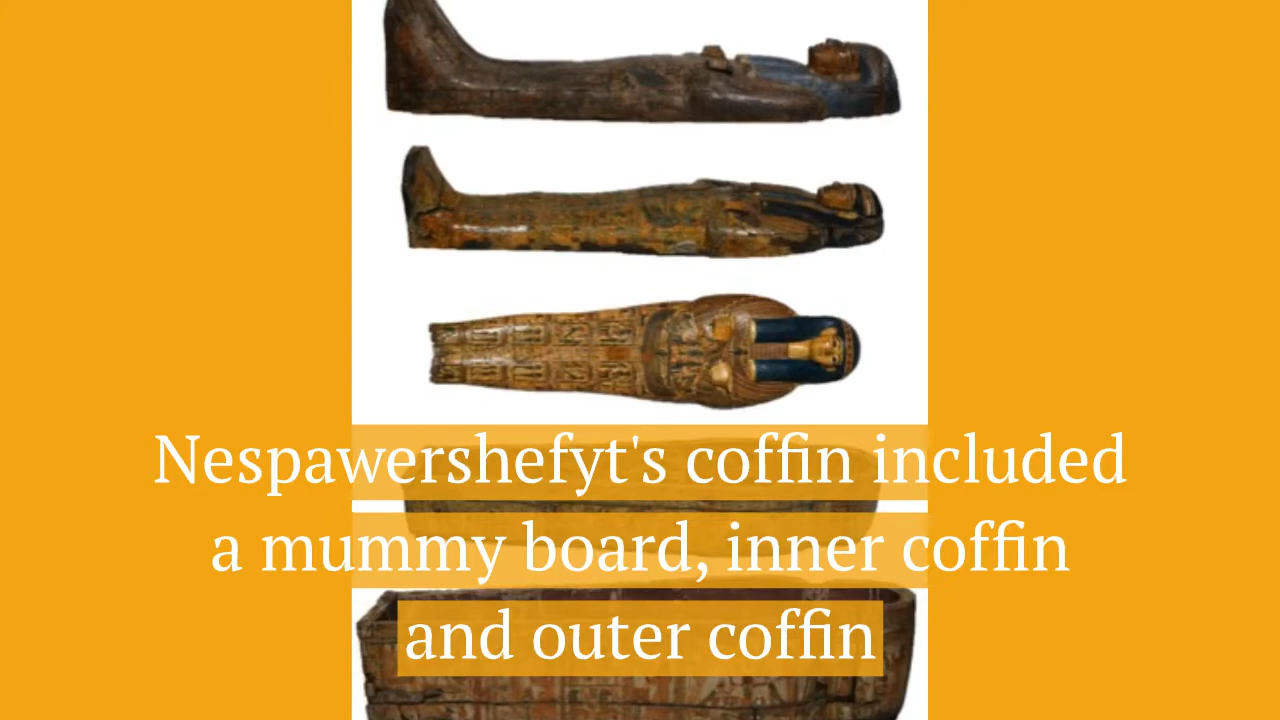 Nespawershefyt's coffin included
a mummy board, inner coffin
and outer coffin